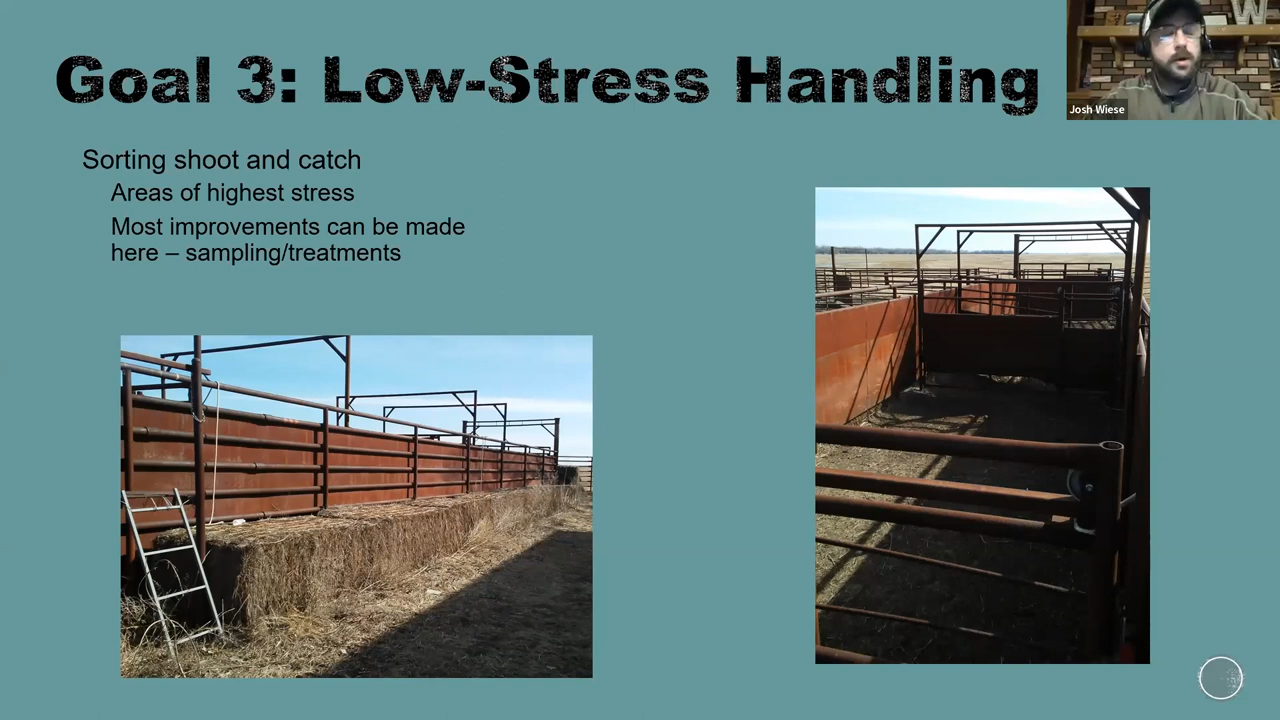 Goal 3: Low-Stress Handling
W
Josh Wiese
Sorting shoot and catch
Areas of highest stress
Most improvements can be made
here – sampling/treatments